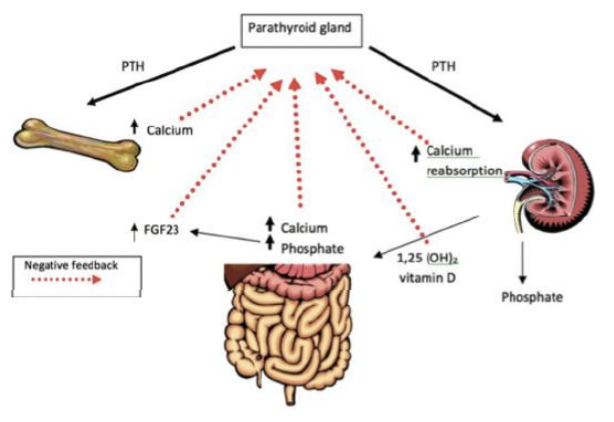 Parathyroid gland
PTH
PTH
Calcium
Calcium
reabsorption
FGF23
Calcium
Phosphate
1,25 (OH)₂
vitamin D
Negative feedback
Phosphate